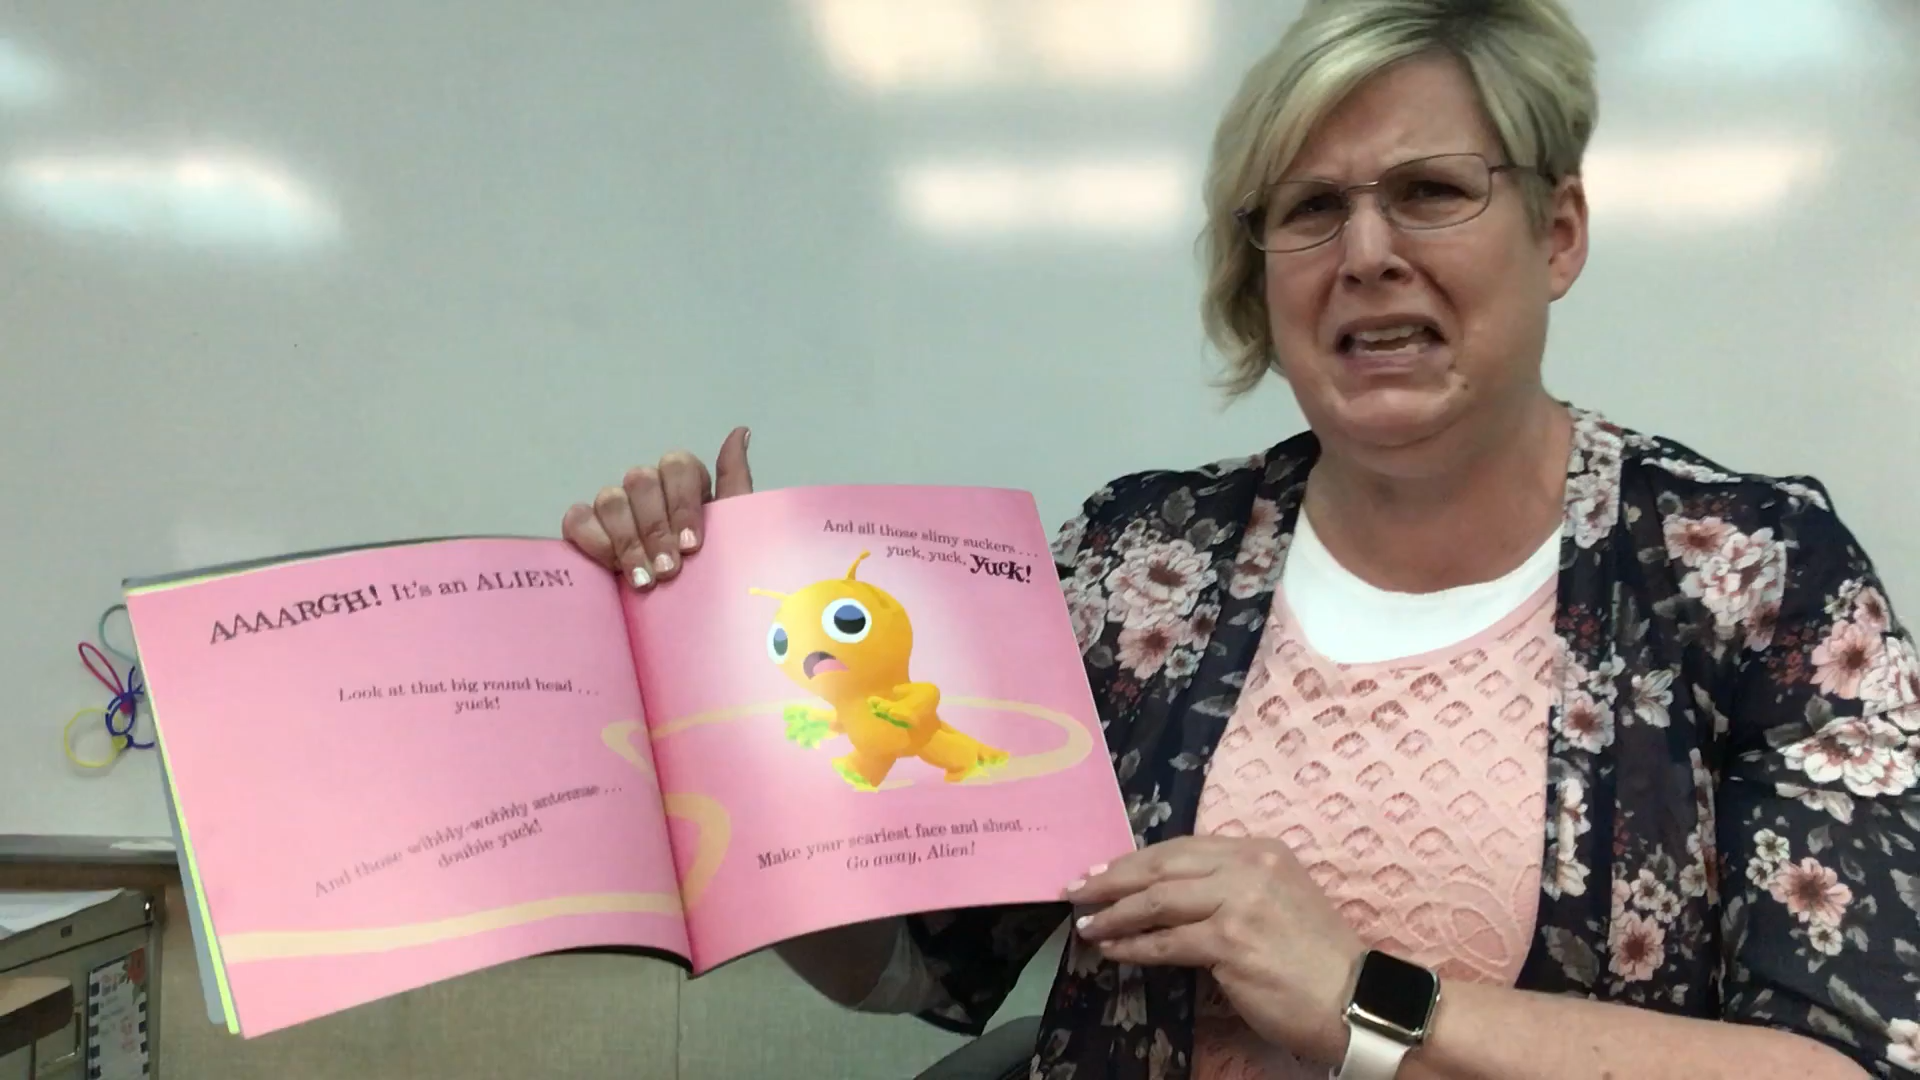 AAAARGH! It's an ALIEN!
Look at that big round head ...
yuck!
And those wibbly-wobbly antennae ...
double yuck!
And all those slimy suckers ...
yuck, yuck, yuck!
Make your scariest face and shout ...
Go away, Alien!